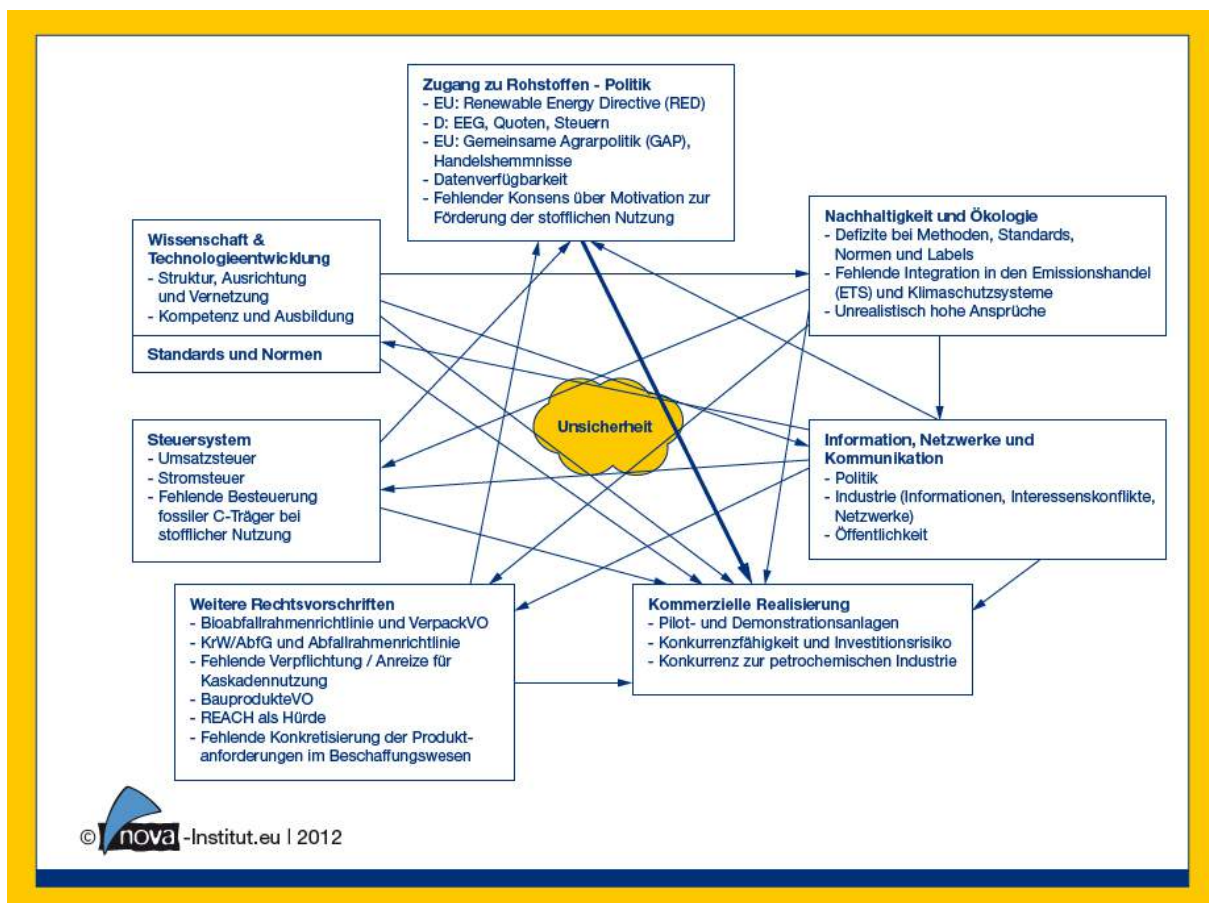 Zugang zu Rohstoffen - Politik
- EU: Renewable Energy Directive (RED)
- D: EEG, Quoten, Steuern
- EU: Gemeinsame Agrarpolitik (GAP),
Handelshemmnisse
- Datenverfügbarkeit
- Fehlender Konsens über Motivation zur
Förderung der stofflichen Nutzung
Wissenschaft &
Technologieentwicklung
- Struktur, Ausrichtung
und Vernetzung
- Kompetenz und Ausbildung
Standards und Normen
Nachhaltigkeit und Ökologie
- Defizite bei Methoden, Standards,
Normen und Labels
- Fehlende Integration in den Emissionshandel
(ETS) und Klimaschutzsysteme
- Unrealistisch hohe Ansprüche
Unsicherheit
Steuersystem
- Umsatzsteuer
- Stromsteuer
- Fehlende Besteuerung
fossiler C-Träger bei
stofflicher Nutzung
Information, Netzwerke und
Kommunikation
- Politik
- Industrie (Informationen, Interessenskonflikte,
Netzwerke)
- Öffentlichkeit
Weitere Rechtsvorschriften
- Bioabfallrahmenrichtlinie und VerpackVO
- KrW/AbfG und Abfallrahmenrichtlinie
- Fehlende Verpflichtung / Anreize für
Kaskadennutzung
- BauprodukteVO
- REACH als Hürde
- Fehlende Konkretisierung der Produkt-
anforderungen im Beschaffungswesen
Kommerzielle Realisierung
- Pilot- und Demonstrationsanlagen
- Konkurrenzfähigkeit und Investitionsrisiko
- Konkurrenz zur petrochemischen Industrie
© nova-Institut.eu | 2012